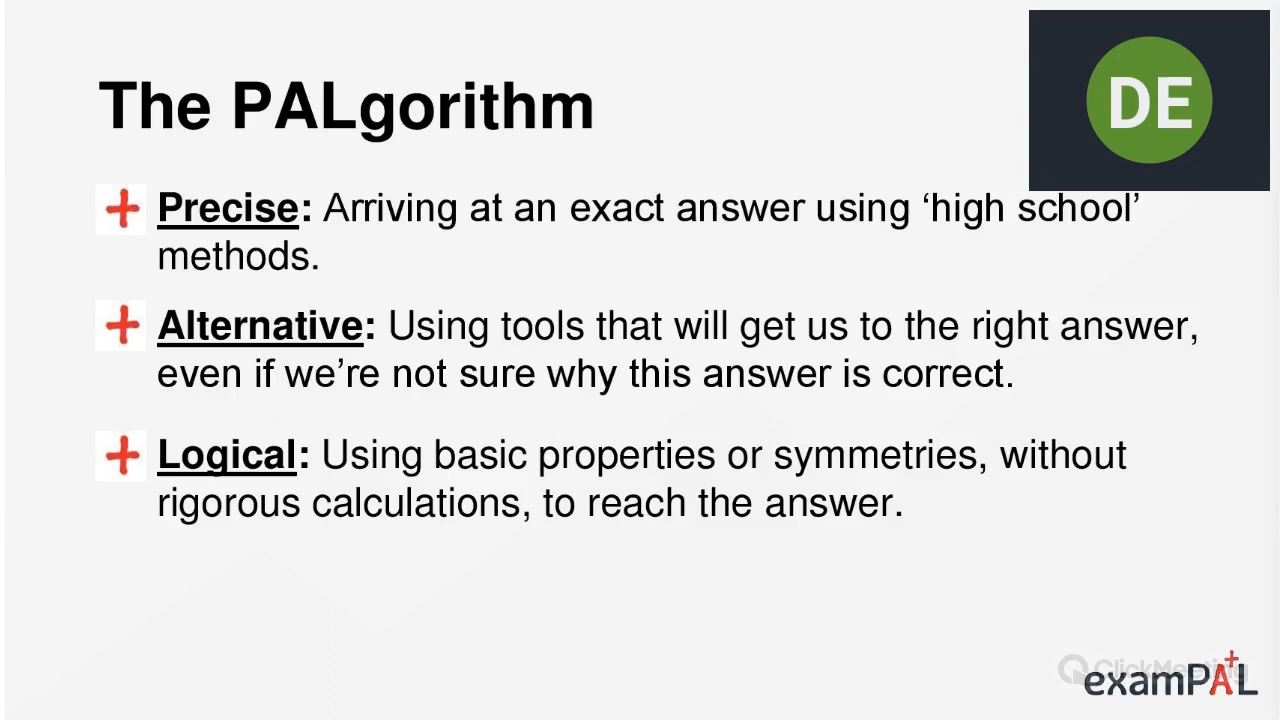 DE
The PALgorithm
Precise: Arriving at an exact answer using ‘high school’
methods.
Alternative: Using tools that will get us to the right answer,
even if we’re not sure why this answer is correct.
Logical: Using basic properties or symmetries, without
rigorous calculations, to reach the answer.
ClickMeeting
examPAL